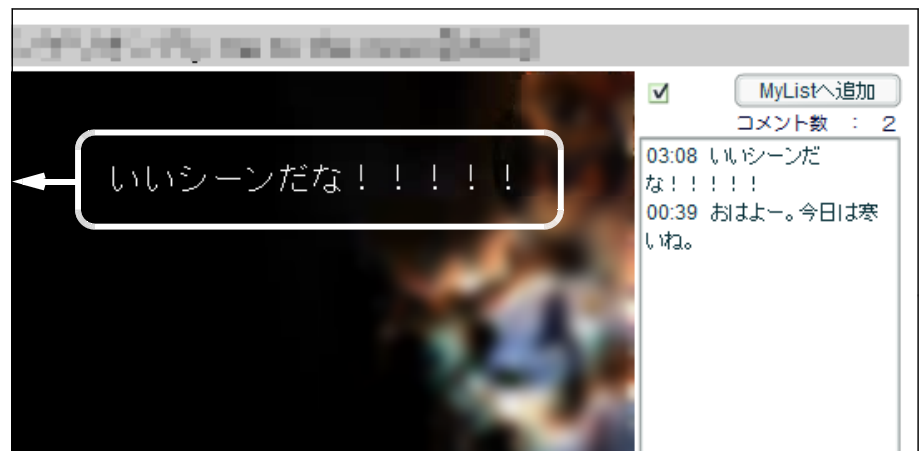 MyListへ追加
コメント数 : 2
いいシーンだな！！！！！
03:08 いいシーンだ
な！！！！！
00:39 おはよー。今日は寒
いね。